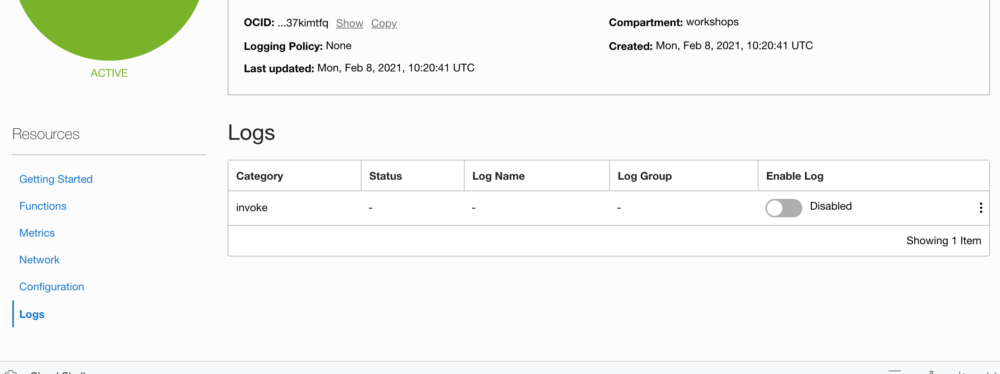 OCID: ...37kimtfq Show Copy
Compartment: workshops
Logging Policy: None
Created: Mon, Feb 8, 2021, 10:20:41 UTC
Last updated: Mon, Feb 8, 2021, 10:20:41 UTC
ACTIVE
Resources
Getting Started
Functions
Metrics
Network
Configuration
Logs
Logs
Category Status Log Name Log Group Enable Log
invoke - - - Disabled
Showing 1 Item
Cloud Shell